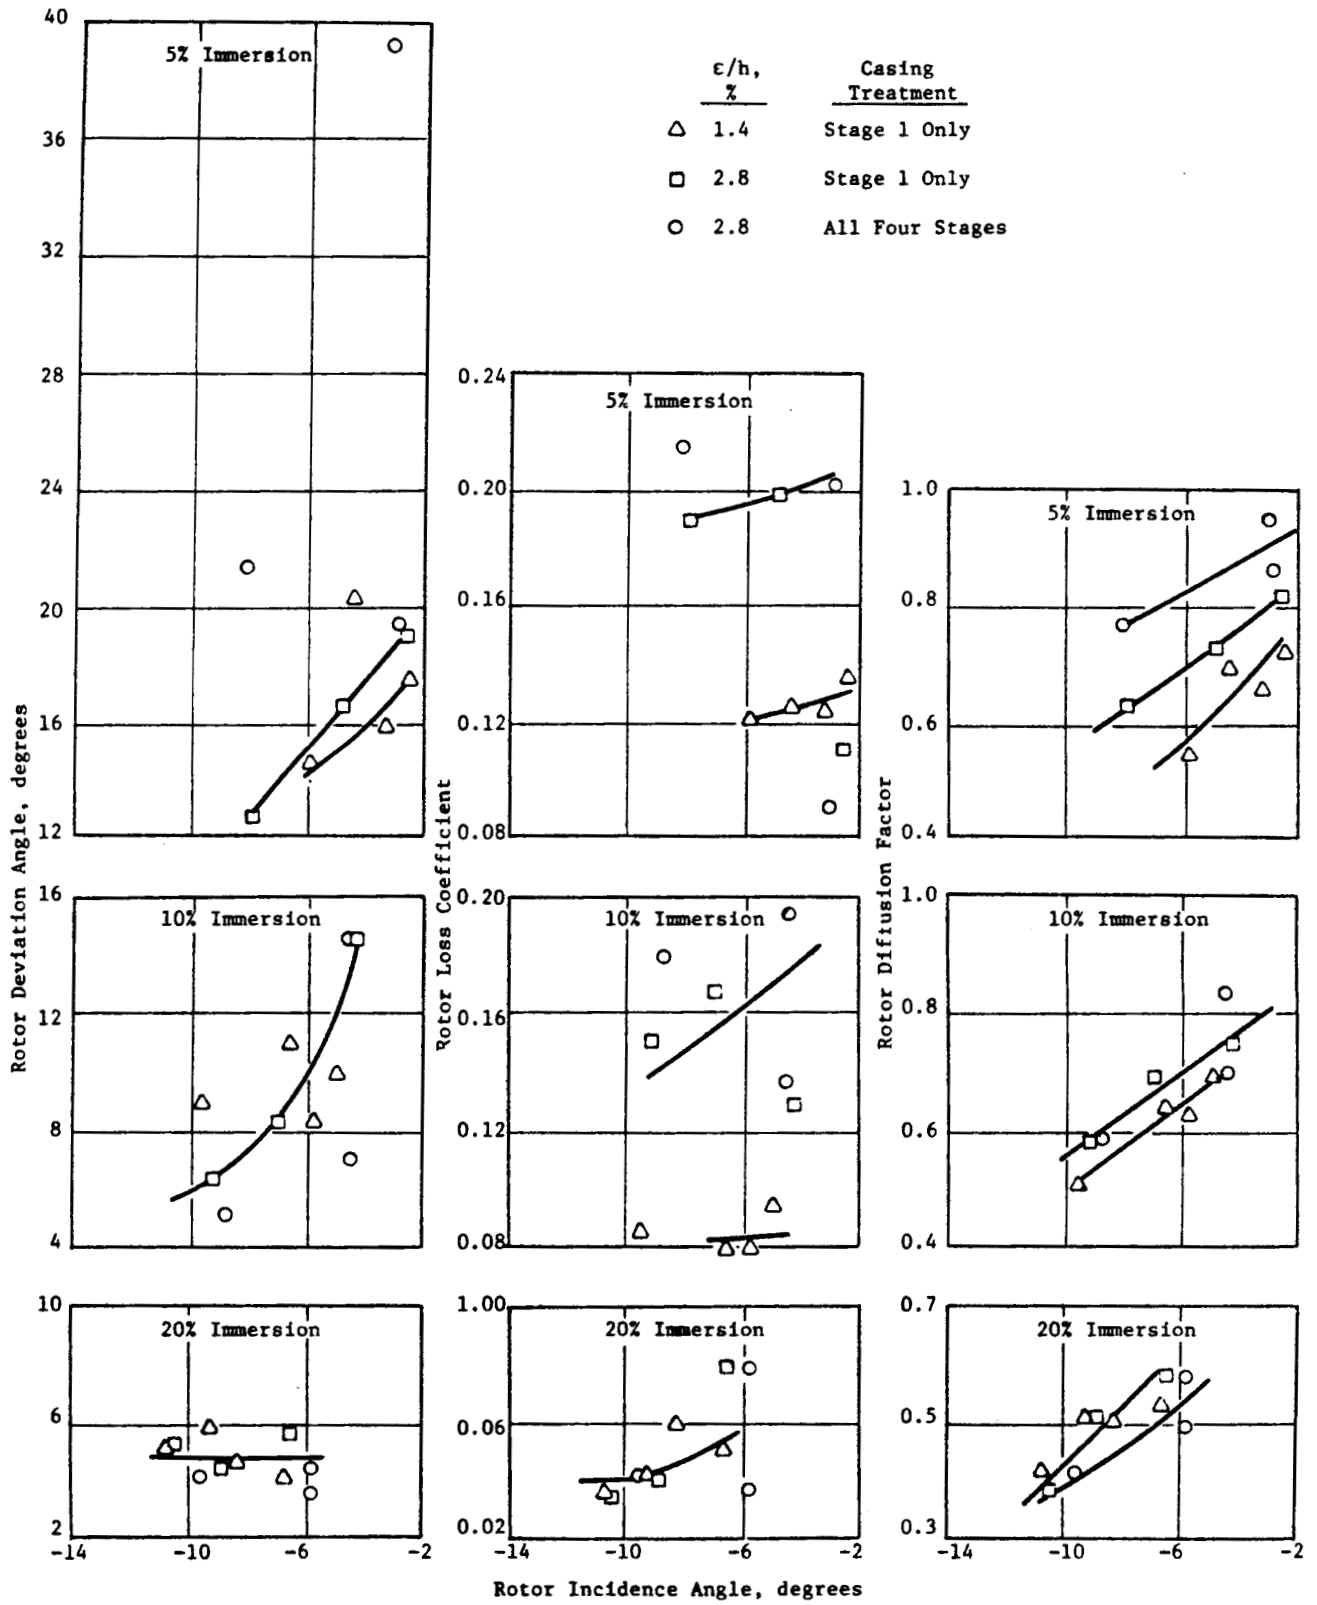 ε/h, %
Casing Treatment
△ 1.4 Stage 1 Only
□ 2.8 Stage 1 Only
○ 2.8 All Four Stages
Rotor Deviation Angle, degrees
5% Immersion
40
36
32
28
24
20
16
12
10% Immersion
16
12
8
4
20% Immersion
10
6
2
-14 -10 -6 -2
Rotor Loss Coefficient
5% Immersion
0.24
0.20
0.16
0.12
0.08
10% Immersion
0.20
0.16
0.12
0.08
20% Immersion
1.00
0.06
0.02
-14 -10 -6 -2
Rotor Diffusion Factor
5% Immersion
1.0
0.8
0.6
0.4
10% Immersion
1.0
0.8
0.6
0.4
20% Immersion
0.7
0.5
0.3
-14 -10 -6 -2
Rotor Incidence Angle, degrees